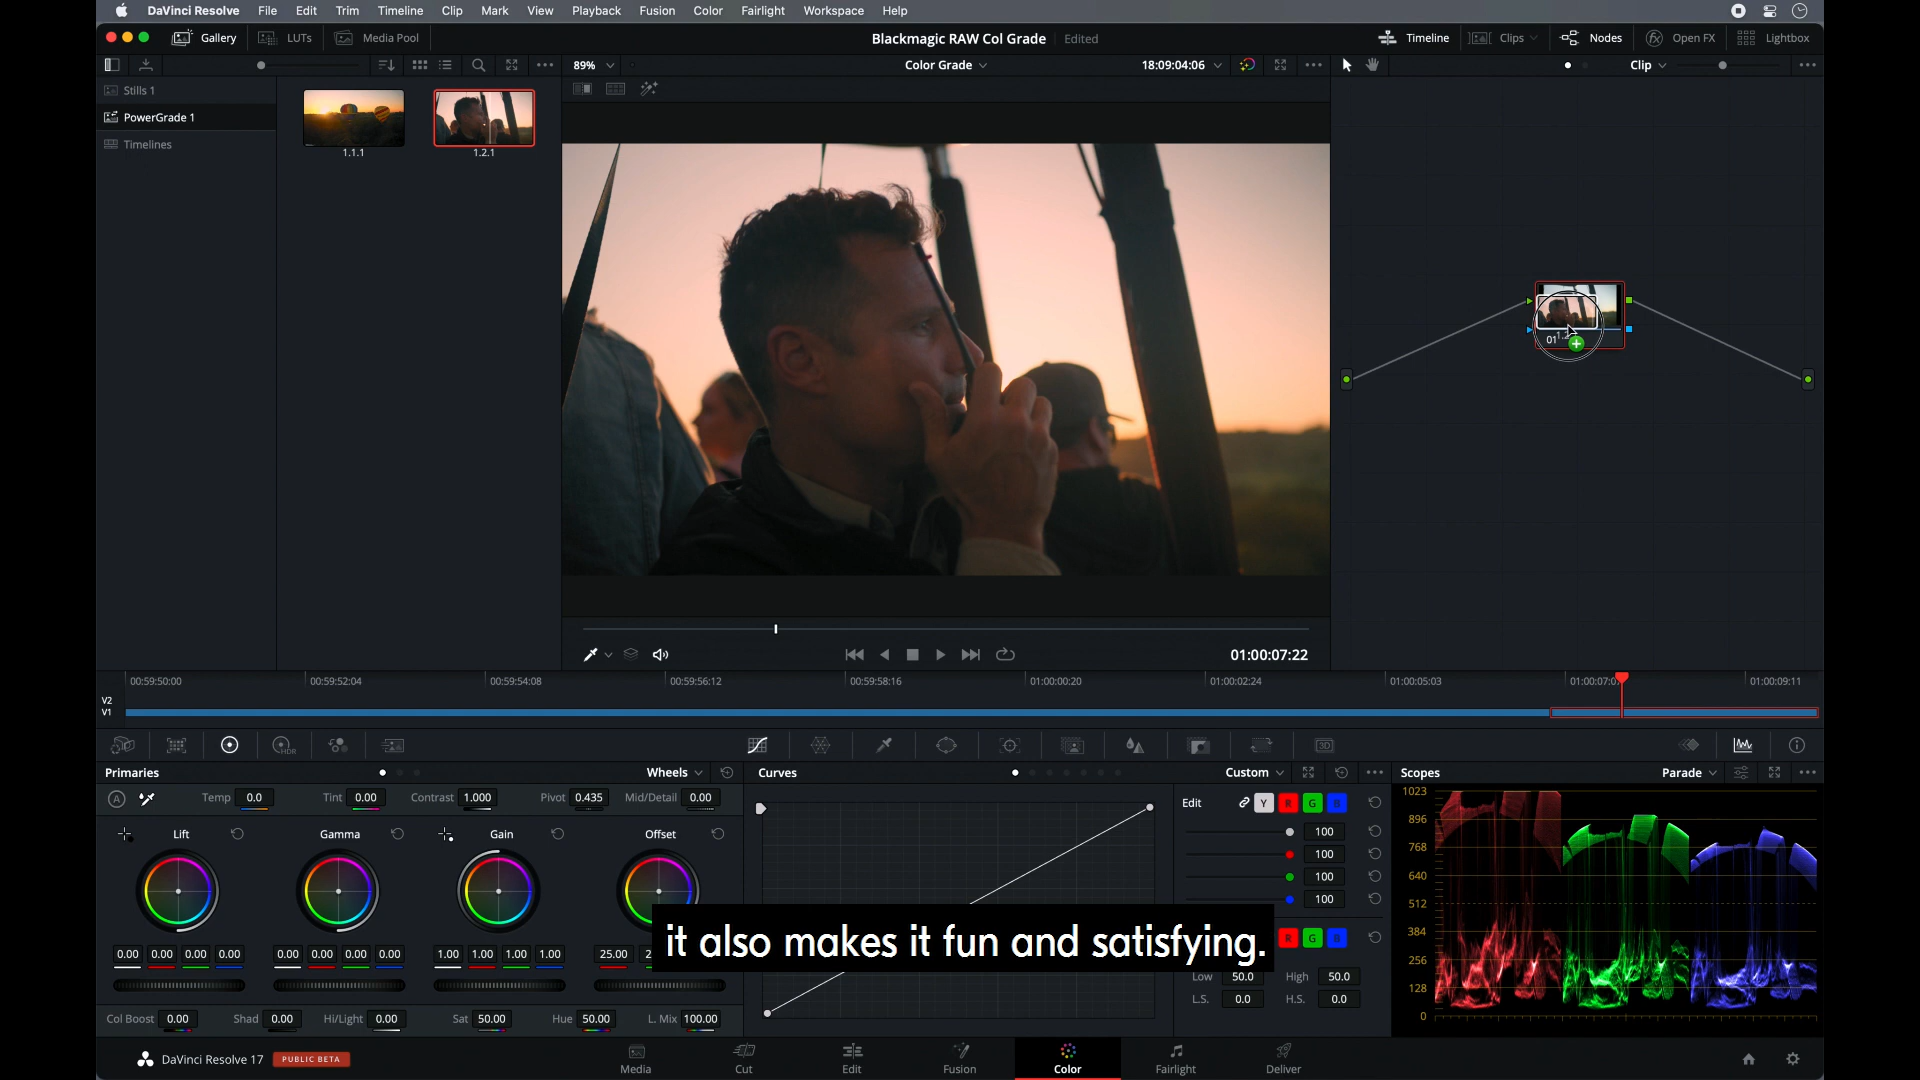 DaVinci Resolve File Edit Trim Timeline Clip Mark View Playback Fusion Color Fairlight Workspace Help
Gallery LUTs Media Pool Blackmagic RAW Col Grade Edited Timeline Clips Nodes Open FX Lightbox
89% Color Grade 18:09:04:06 Clip
Stills 1
PowerGrade 1
Timelines
1.1.1 1.2.1
01
01:00:07:22
00:59:50:00 00:59:52:04 00:59:54:08 00:59:56:12 00:59:58:16 01:00:00:20 01:00:02:24 01:00:05:03 01:00:07:0 01:00:09:11
V2
V1
HDR 3D
Primaries Wheels Curves Custom Scopes Parade
A Temp 0.0 Tint 0.00 Contrast 1.000 Pivot 0.435 Mid/Detail 0.00
Edit Y R G B
Lift Gamma Gain Offset
100
100
100
100
1023
896
768
640
512
384
256
128
0
0.00 0.00 0.00 0.00 0.00 0.00 0.00 0.00 1.00 1.00 1.00 1.00 25.00 2
it also makes it fun and satisfying.
R G B
Low 50.0 High 50.0
L.S. 0.0 H.S. 0.0
Col Boost 0.00 Shad 0.00 Hi/Light 0.00 Sat 50.00 Hue 50.00 L. Mix 100.00
DaVinci Resolve 17 PUBLIC BETA
Media Cut Edit Fusion Color Fairlight Deliver